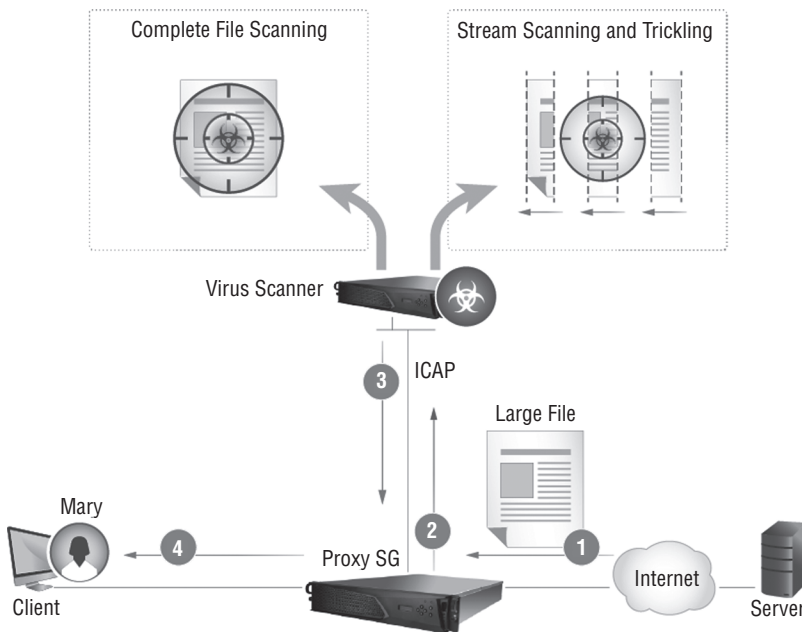 Complete File Scanning
Stream Scanning and Trickling
Virus Scanner
3
ICAP
Large File
Mary
2
1
4
Proxy SG
Internet
Client
Server